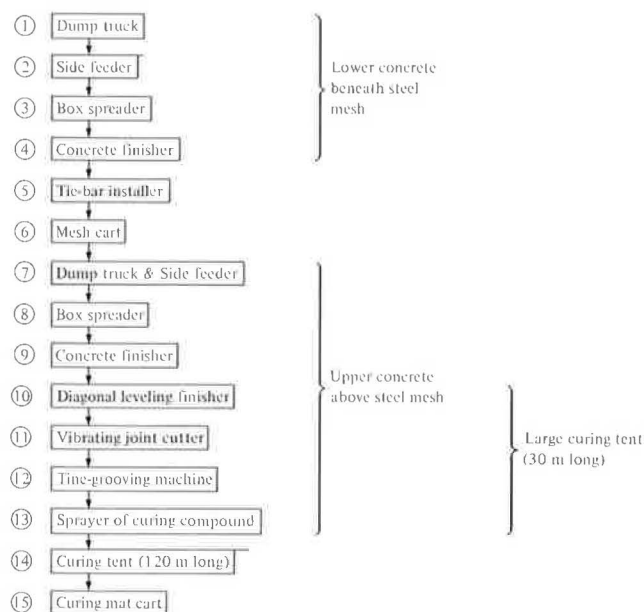 ① Dump truck
② Side feeder
③ Box spreader
④ Concrete finisher
Lower concrete
beneath steel
mesh
⑤ Tie-bar installer
⑥ Mesh cart
⑦ Dump truck & Side feeder
⑧ Box spreader
⑨ Concrete finisher
⑩ Diagonal leveling finisher
⑪ Vibrating joint cutter
⑫ Tine-grooving machine
⑬ Sprayer of curing compound
Upper concrete
above steel mesh
Large curing tent
(30 m long)
⑭ Curing tent (120 m long)
⑮ Curing mat cart